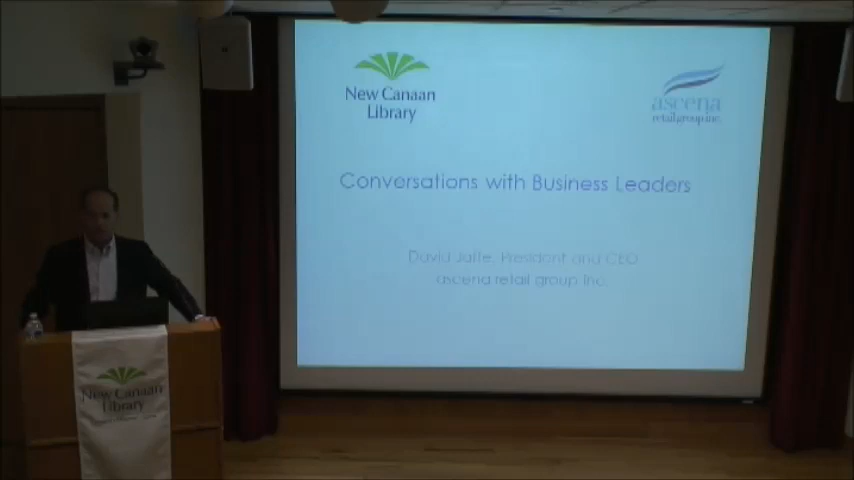 New Canaan
Library
ascena
retail group inc.
Conversations with Business Leaders
David Jaffe, President and CEO
ascena retail group inc.
New Canaan
Library